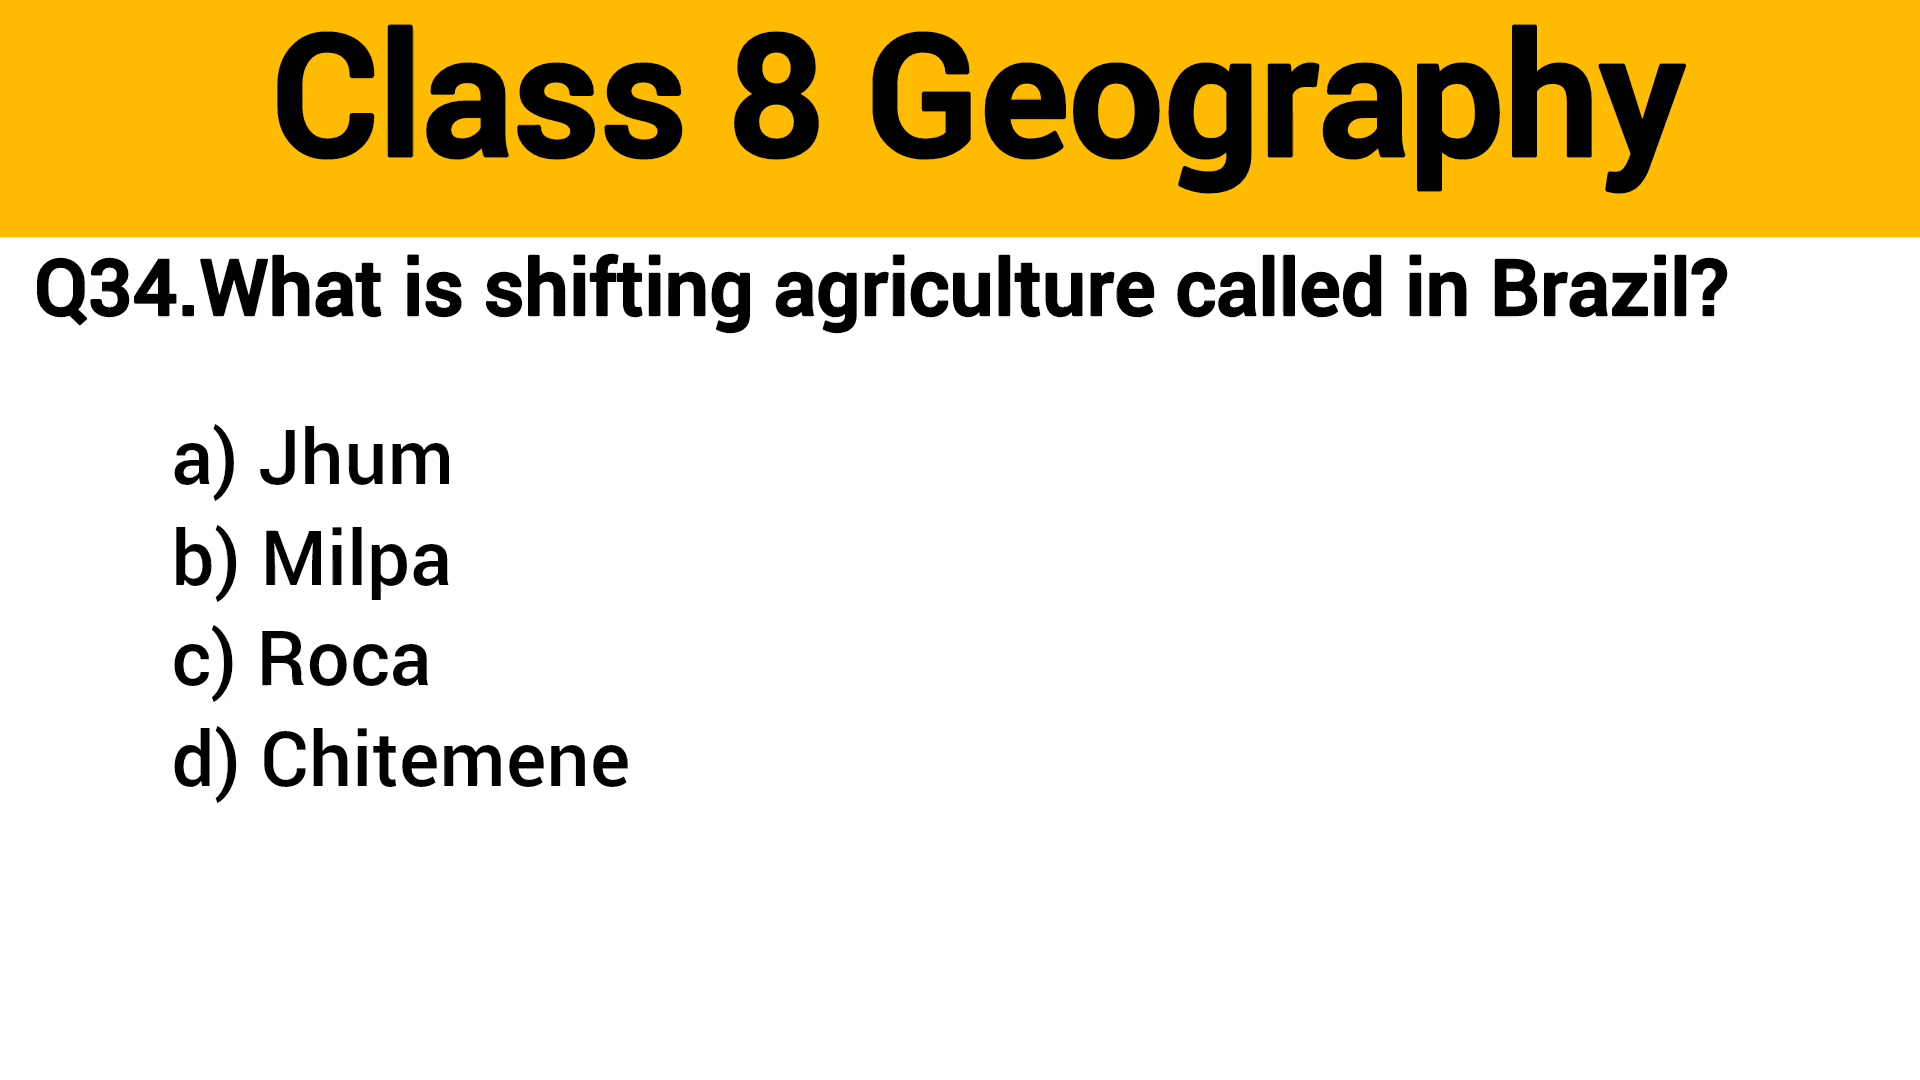 Class 8 Geography
Q34.What is shifting agriculture called in Brazil?
a) Jhum
b) Milpa
c) Roca
d) Chitemene